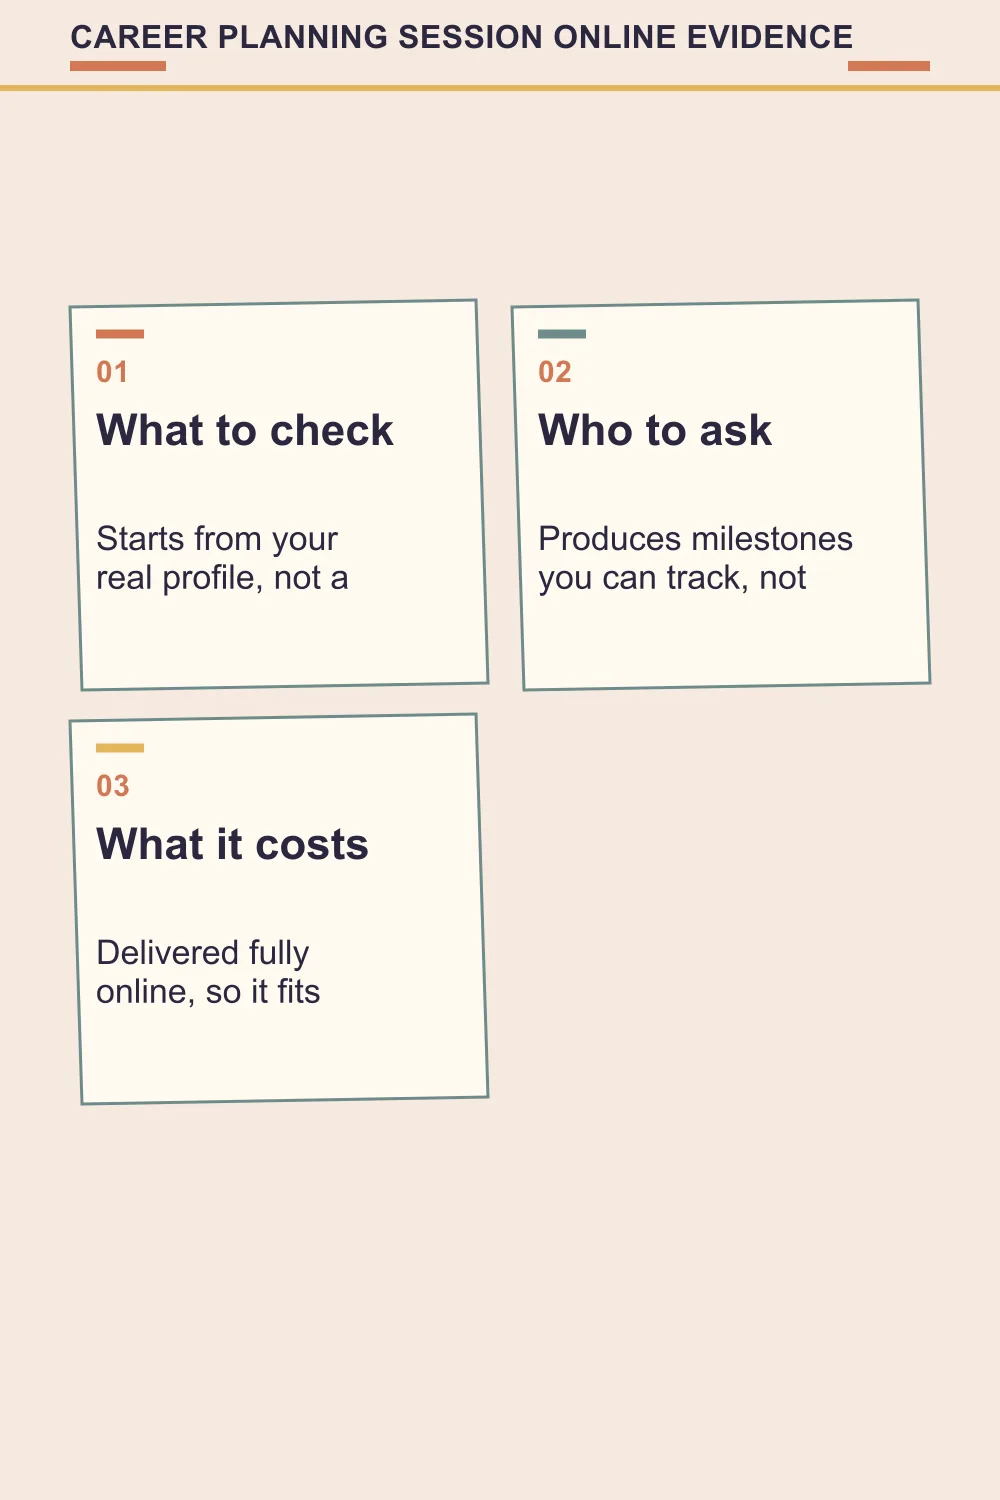 CAREER PLANNING SESSION ONLINE EVIDENCE
01
What to check
Starts from your
real profile, not a
02
Who to ask
Produces milestones
you can track, not
03
What it costs
Delivered fully
online, so it fits